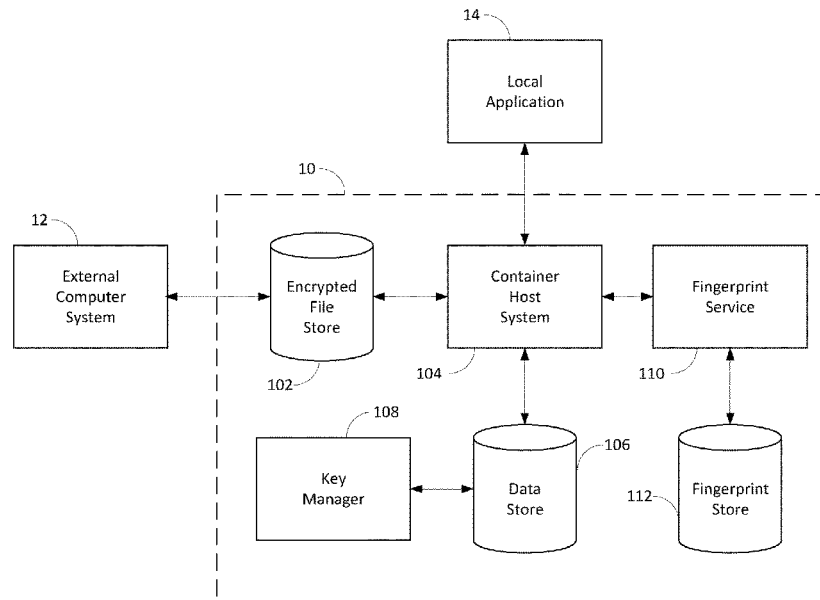 14
Local
Application
10
12
External
Computer
System
Encrypted
File
Store
102
Container
Host
System
104
Fingerprint
Service
110
108
Key
Manager
106
Data
Store
112
Fingerprint
Store